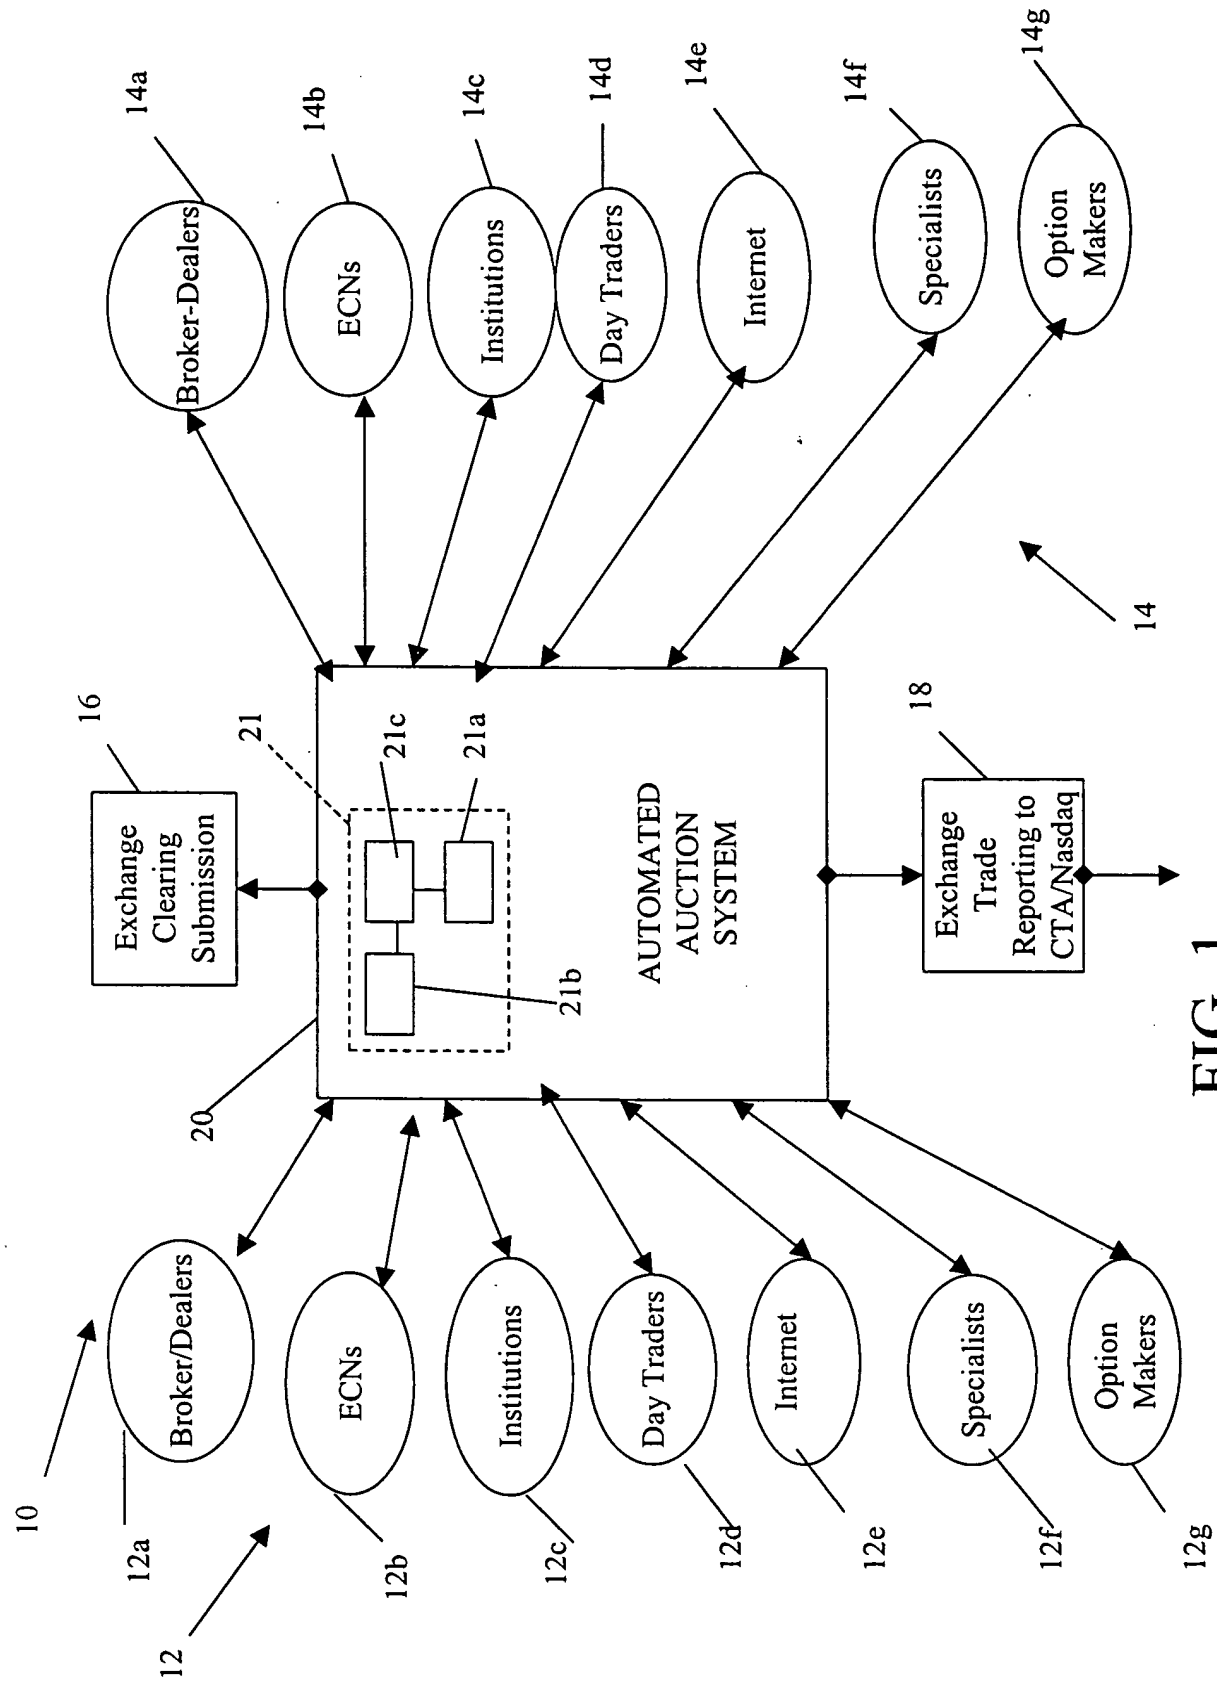 10
12a
12
Broker/Dealers
12b
ECNs
12c
Institutions
12d
Day Traders
12e
Internet
12f
Specialists
12g
Option
Makers
16
Exchange
Clearing
Submission
20
21
21c
21a
21b
AUTOMATED
AUCTION
SYSTEM
18
Exchange
Trade
Reporting to
CTA/Nasdaq
14a
Broker-Dealers
14b
ECNs
14c
Institutions
14d
Day Traders
14e
Internet
14f
Specialists
14g
Option
Makers
14
FIG. 1